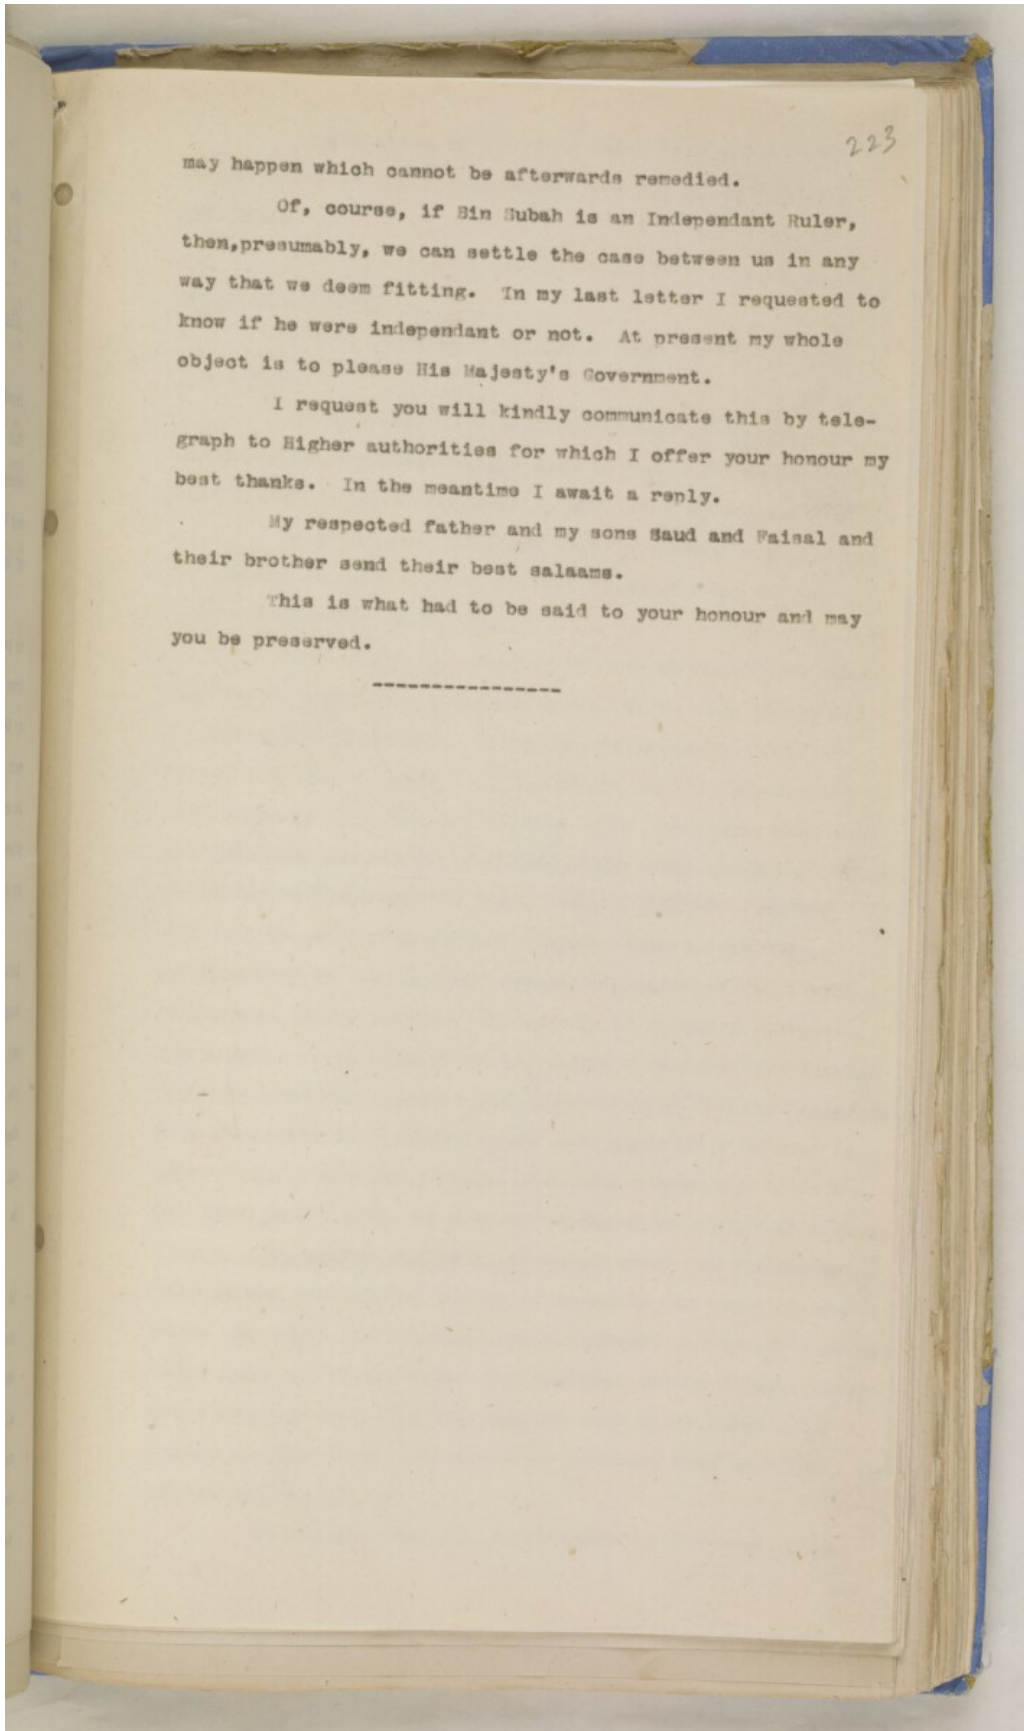 223
may happen which cannot be afterwards remedied.
Of, course, if Bin Subah is an Independant Ruler,
then,presumably, we can settle the case between us in any
way that we deem fitting. In my last letter I requested to
know if he were independant or not. At present my whole
object is to please His Majesty's Government.
I request you will kindly communicate this by tele-
graph to Higher authorities for which I offer your honour my
best thanks. In the meantime I await a reply.
My respected father and my sons Saud and Faisal and
their brother send their best salaams.
This is what had to be said to your honour and may
you be preserved.
----------------